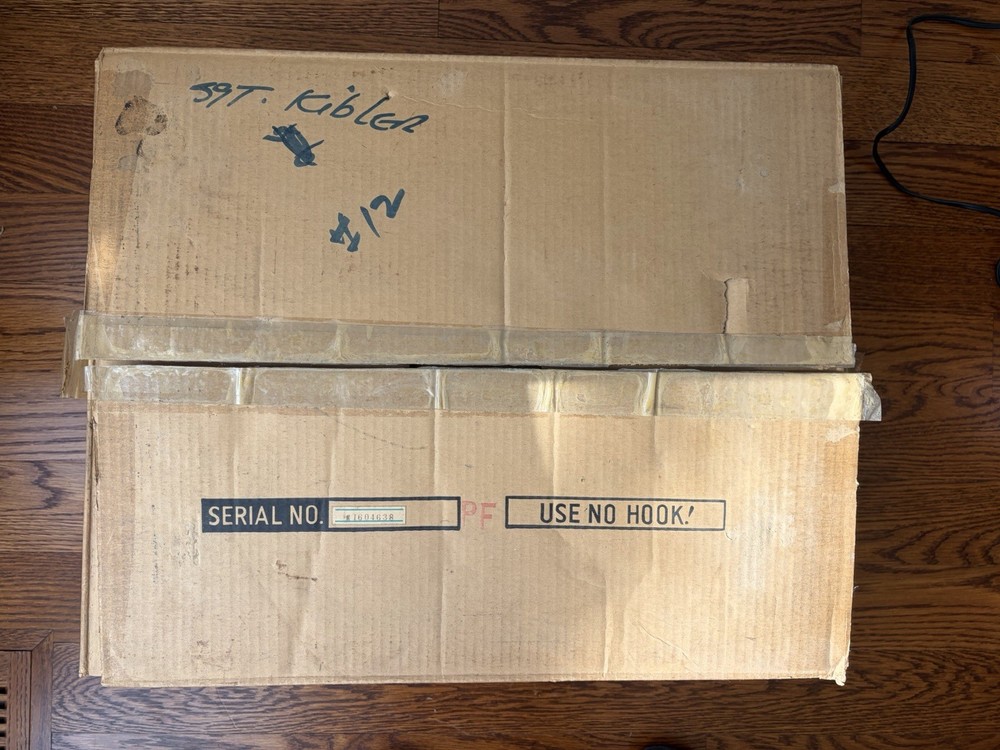 SGT. KibLER
#12
SERIAL NO. PF USE NO HOOK!